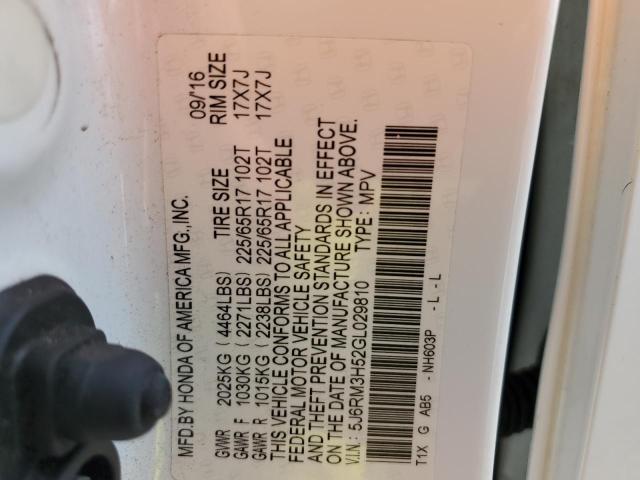 MFD.BY HONDA OF AMERICA MFG.,INC. 09/'16
TIRE SIZE RIM SIZE
GVWR 2025KG ( 4464LBS)
GAWR F 1030KG ( 2271LBS) 225/65R17 102T 17X7J
GAWR R 1015KG ( 2238LBS) 225/65R17 102T 17X7J
THIS VEHICLE CONFORMS TO ALL APPLICABLE
FEDERAL MOTOR VEHICLE SAFETY
AND THEFT PREVENTION STANDARDS IN EFFECT
ON THE DATE OF MANUFACTURE SHOWN ABOVE.
V.I.N.: 5J6RM3H52GL029810 TYPE: MPV
T1X G AB5 - NH603P - L - L